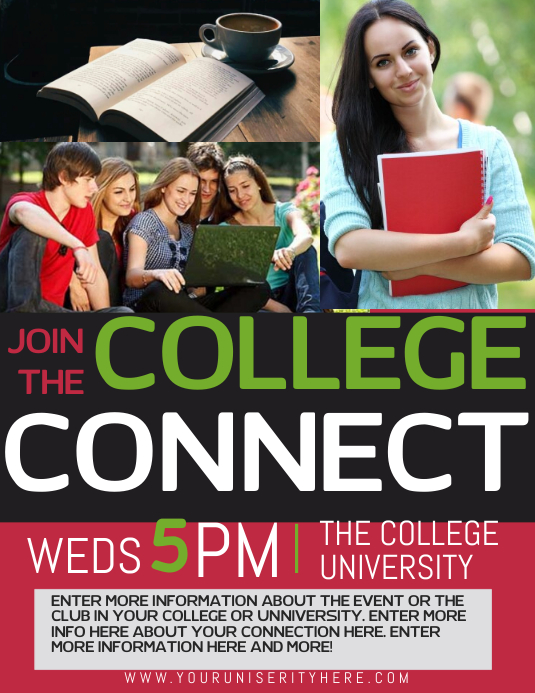 JOIN
THE
COLLEGE
CONNECT
WEDS 5PM
THE COLLEGE
UNIVERSITY
ENTER MORE INFORMATION ABOUT THE EVENT OR THE
CLUB IN YOUR COLLEGE OR UNNIVERSITY. ENTER MORE
INFO HERE ABOUT YOUR CONNECTION HERE. ENTER
MORE INFORMATION HERE AND MORE!
WWW.YOURUNISERITYHERE.COM